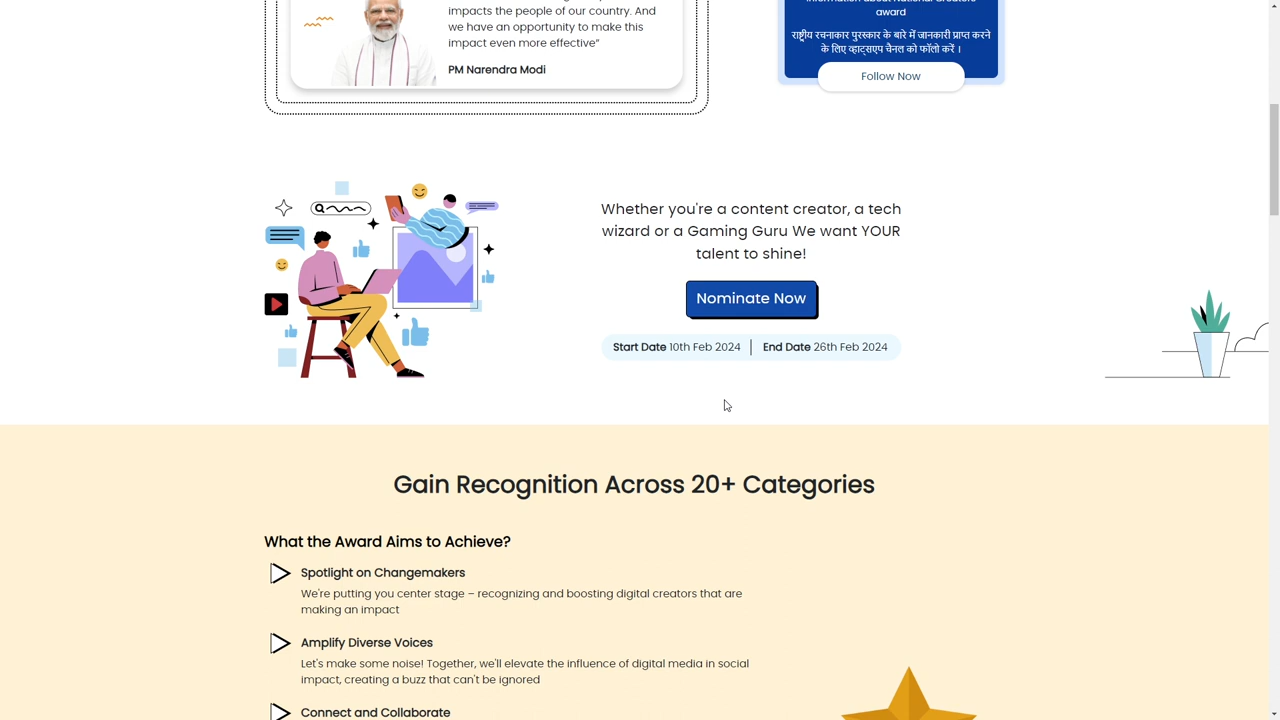 impacts the people of our country. And
we have an opportunity to make this
impact even more effective"
PM Narendra Modi
award
राष्ट्रीय रचनाकार पुरस्कार के बारे में जानकारी प्राप्त करने
के लिए व्हाट्सएप चैनल को फॉलो करें ।
Follow Now
Whether you're a content creator, a tech
wizard or a Gaming Guru We want YOUR
talent to shine!
Nominate Now
Start Date 10th Feb 2024 | End Date 26th Feb 2024
Gain Recognition Across 20+ Categories
What the Award Aims to Achieve?
Spotlight on Changemakers
We're putting you center stage – recognizing and boosting digital creators that are
making an impact
Amplify Diverse Voices
Let's make some noise! Together, we'll elevate the influence of digital media in social
impact, creating a buzz that can't be ignored
Connect and Collaborate